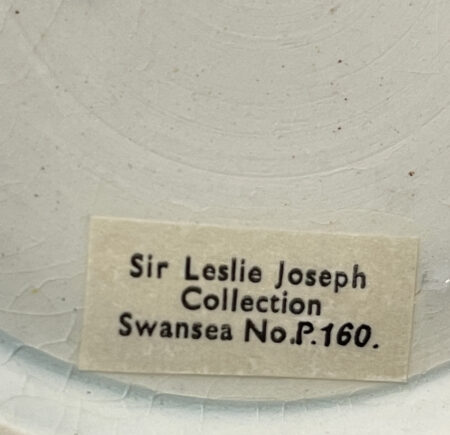 Sir Leslie Joseph
Collection
Swansea No.P.160.